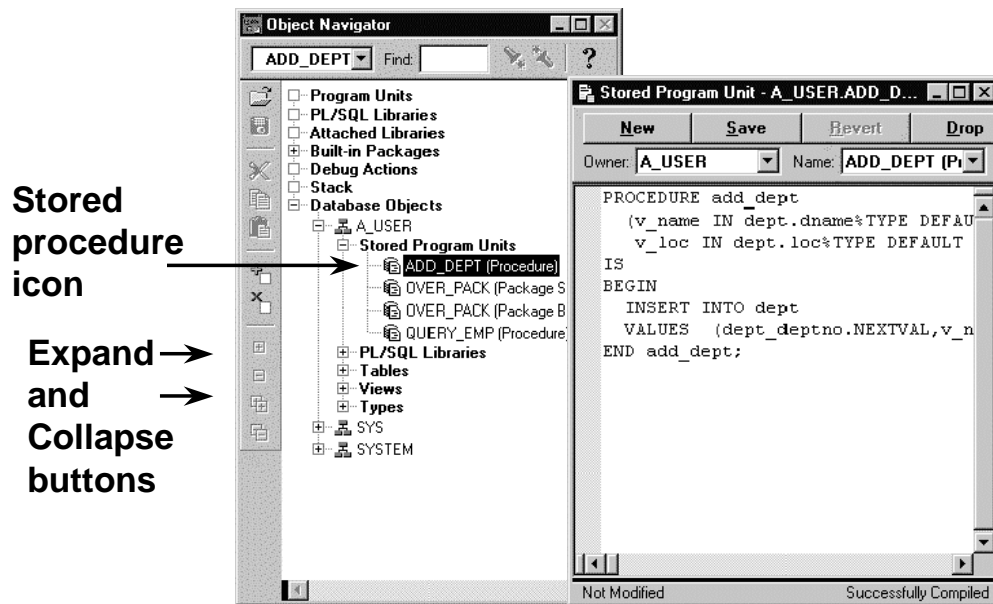 Stored
procedure
icon
Expand
and
Collapse
buttons
Object Navigator
ADD_DEPT Find: ?
Program Units
PL/SQL Libraries
Attached Libraries
Built-in Packages
Debug Actions
Stack
Database Objects
A_USER
Stored Program Units
ADD_DEPT (Procedure)
OVER_PACK (Package S
OVER_PACK (Package B
QUERY_EMP (Procedure)
PL/SQL Libraries
Tables
Views
Types
SYS
SYSTEM
Stored Program Unit - A_USER.ADD_D...
New Save Revert Drop
Owner: A_USER Name: ADD_DEPT (Pr
PROCEDURE add_dept
(v_name IN dept.dname%TYPE DEFAU
v_loc IN dept.loc%TYPE DEFAULT
IS
BEGIN
INSERT INTO dept
VALUES (dept_deptno.NEXTVAL,v_n
END add_dept;
Not Modified Successfully Compiled